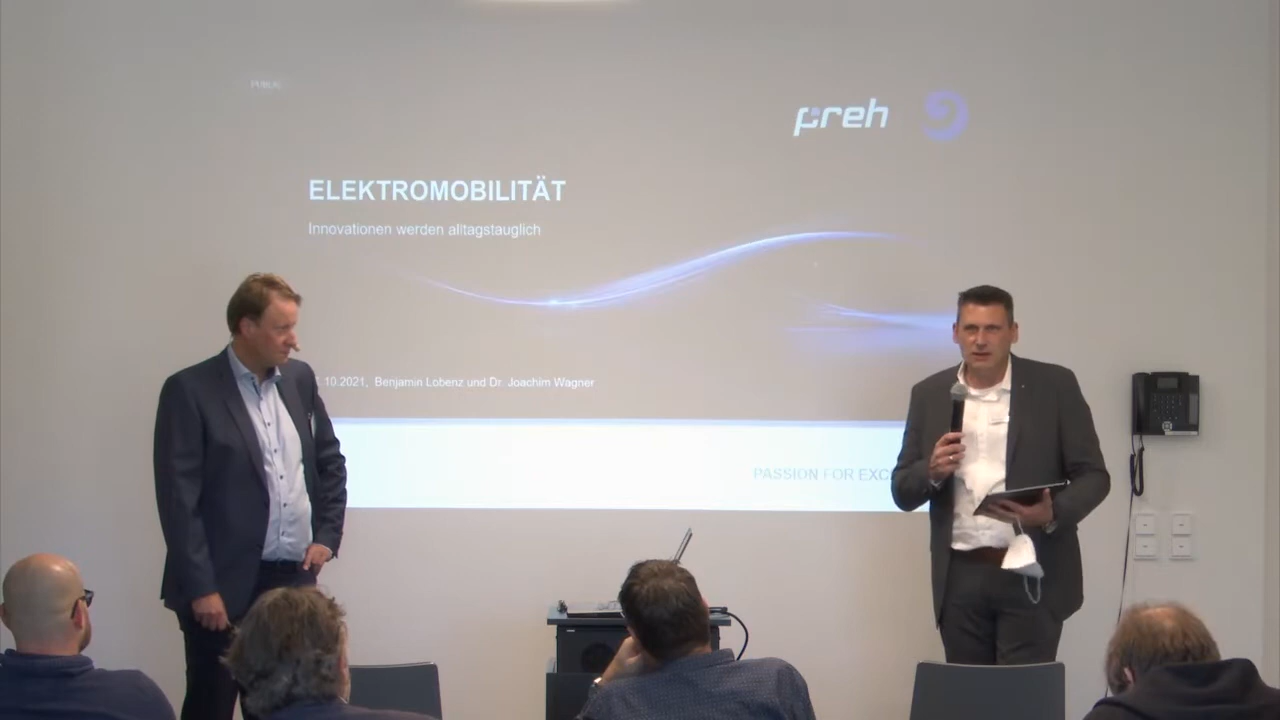 PUBLIC
preh
ELEKTROMOBILITÄT
Innovationen werden alltagstauglich
.10.2021, Benjamin Lobenz und Dr. Joachim Wagner
PASSION FOR EXC